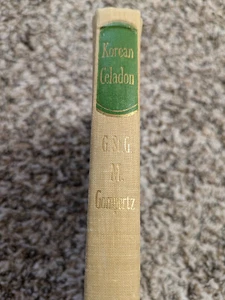 Korean
Celadon
G. St. G.
M.
Gompertz